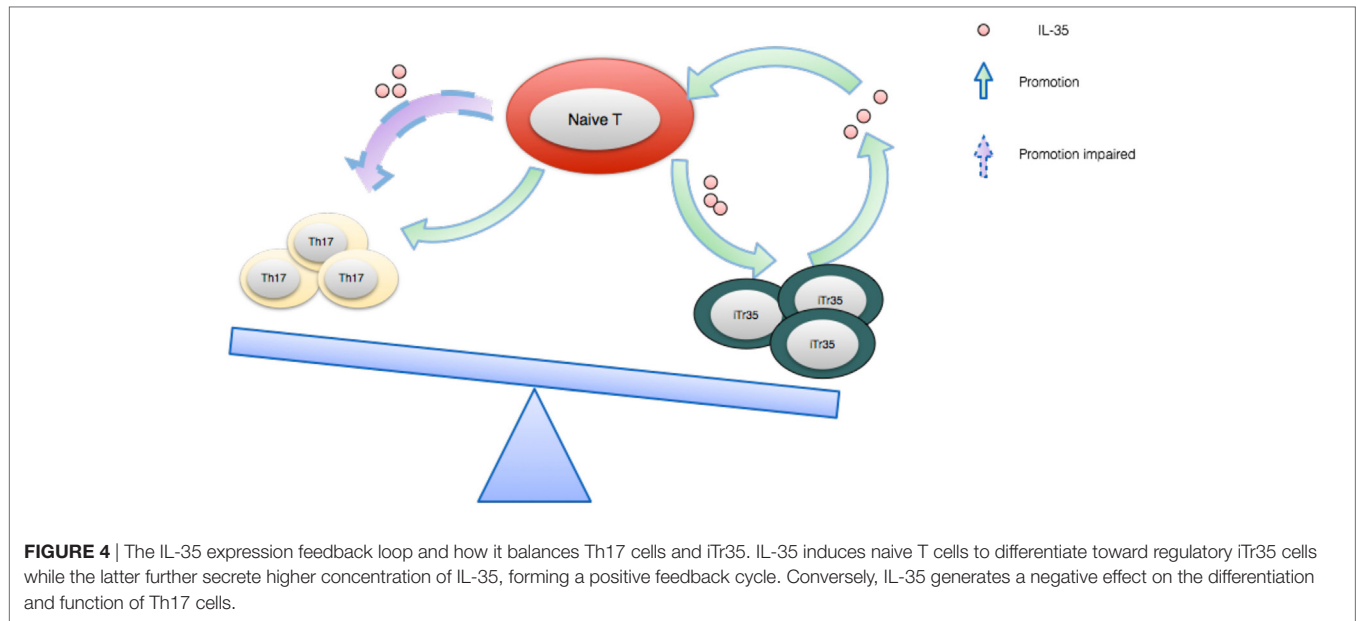 IL-35
Promotion
Promotion impaired
Naive T
Th17
Th17
Th17
iTr35
iTr35
iTr35
FIGURE 4 | The IL-35 expression feedback loop and how it balances Th17 cells and iTr35. IL-35 induces naive T cells to differentiate toward regulatory iTr35 cells
while the latter further secrete higher concentration of IL-35, forming a positive feedback cycle. Conversely, IL-35 generates a negative effect on the differentiation
and function of Th17 cells.